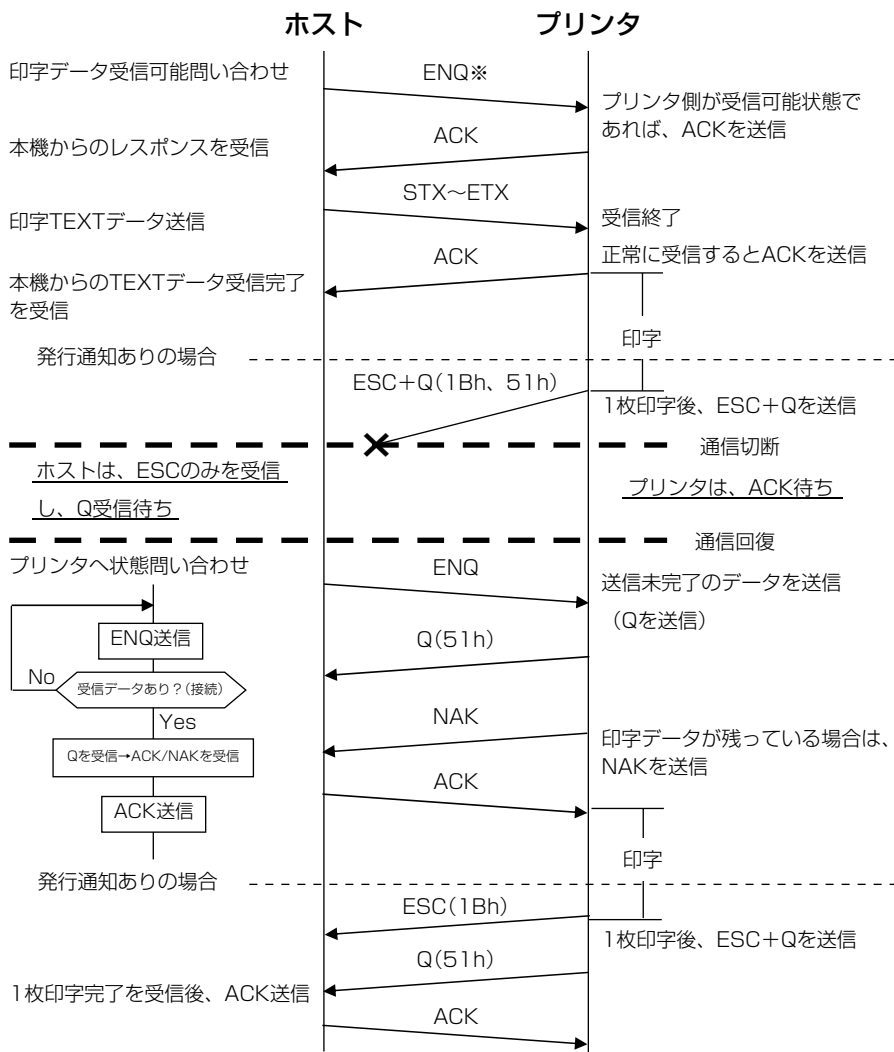 ホスト
プリンタ
印字データ受信可能問い合わせ
ENQ※
プリンタ側が受信可能状態で
あれば、ACKを送信
ACK
本機からのレスポンスを受信
STX～ETX
印字TEXTデータ送信
受信終了
正常に受信するとACKを送信
ACK
本機からのTEXTデータ受信完了
を受信
印字
発行通知ありの場合
ESC+Q(1Bh、51h)
1枚印字後、ESC+Qを送信
通信切断
ホストは、ESCのみを受信
し、Q受信待ち
プリンタは、ACK待ち
通信回復
プリンタへ状態問い合わせ
ENQ
送信未完了のデータを送信
（Qを送信）
ENQ送信
Q(51h)
No
受信データあり？(接続)
Yes
NAK
印字データが残っている場合は、
NAKを送信
Qを受信→ACK/NAKを受信
ACK
ACK送信
印字
発行通知ありの場合
ESC(1Bh)
1枚印字後、ESC+Qを送信
Q(51h)
1枚印字完了を受信後、ACK送信
ACK